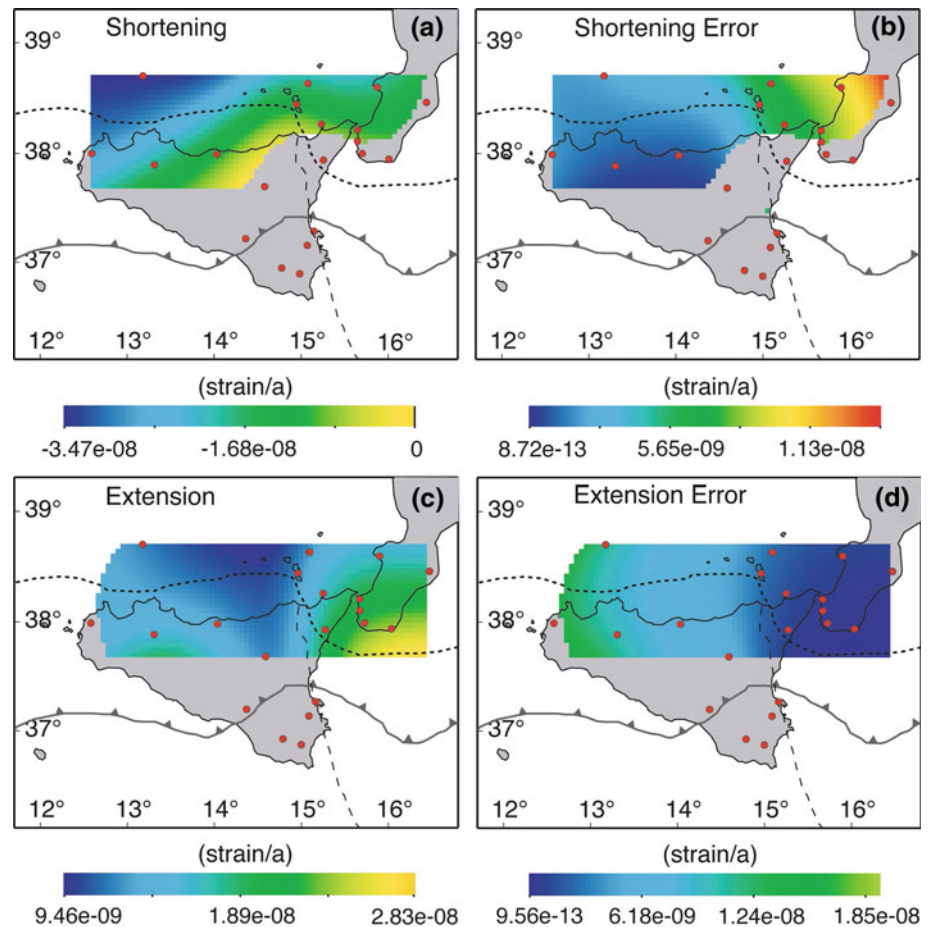 Shortening
(a)
39°
38°
37°
12° 13° 14° 15° 16°
(strain/a)
-3.47e-08 -1.68e-08 0
Shortening Error
(b)
39°
38°
37°
12° 13° 14° 15° 16°
(strain/a)
8.72e-13 5.65e-09 1.13e-08
Extension
(c)
39°
38°
37°
12° 13° 14° 15° 16°
(strain/a)
9.46e-09 1.89e-08 2.83e-08
Extension Error
(d)
39°
38°
37°
12° 13° 14° 15° 16°
(strain/a)
9.56e-13 6.18e-09 1.24e-08 1.85e-08